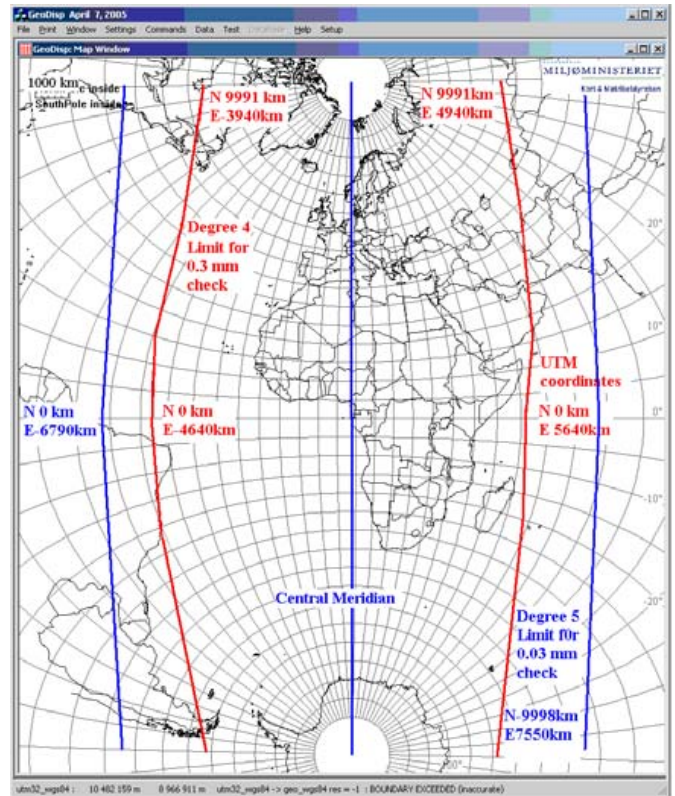 GeoDisp April 7, 2005
File Print Window Settings Commands Data Test Database Help Setup
GeoDisp: Map Window
1000 km
c inside
SouthPole inside
MILJØMINISTERIET
Kort & Matrikelstyrelsen
N 9991 km
E-3940km
N 9991km
E 4940km
Degree 4
Limit for
0.3 mm
check
20°
10°
UTM
coordinates
N 0 km
E-6790km
N 0 km
E-4640km
N 0 km
E 5640km
0°
-10°
Central Meridian
-20°
Degree 5
Limit f0r
0.03 mm
check
N-9998km
E7550km
utm32_wgs84 : 10 482 159 m 8 966 911 m utm32_wgs84 -> geo_wgs84 res = -1 : BOUNDARY EXCEEDED (inaccurate)